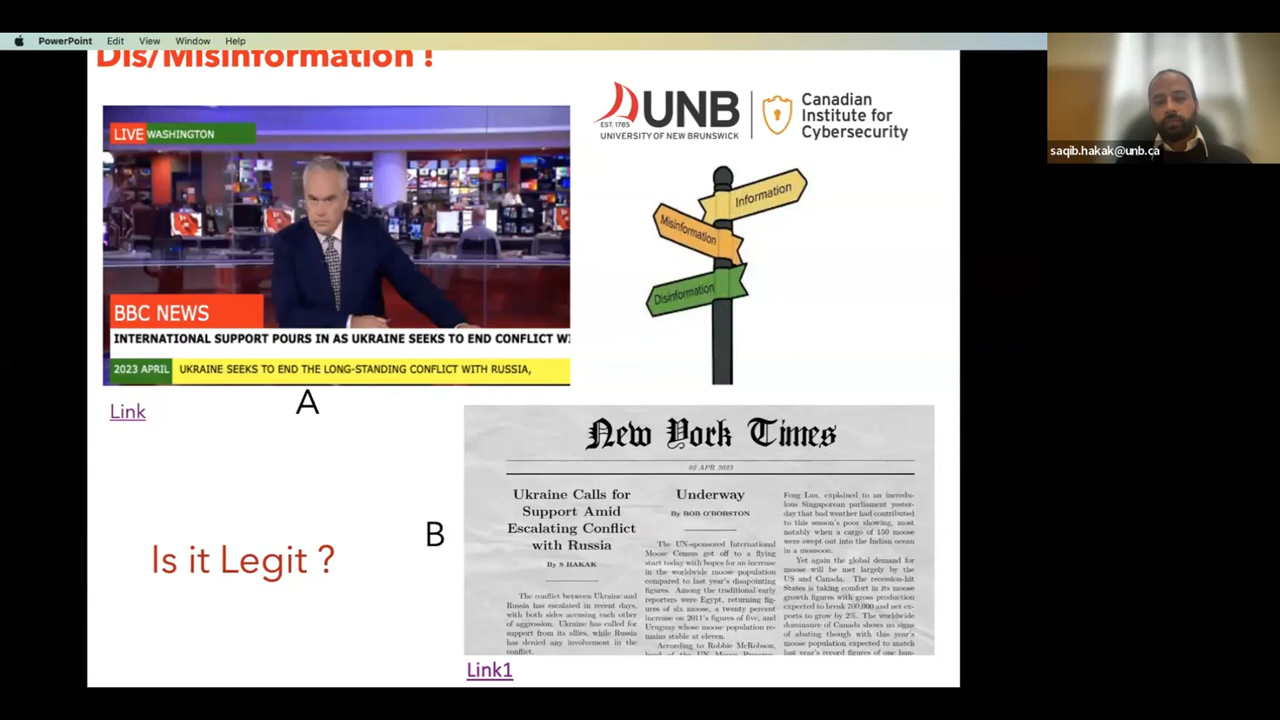 PowerPoint Edit View Window Help
Dis/Misinformation !
LIVE WASHINGTON
BBC NEWS
INTERNATIONAL SUPPORT POURS IN AS UKRAINE SEEKS TO END CONFLICT WI
2023 APRIL UKRAINE SEEKS TO END THE LONG-STANDING CONFLICT WITH RUSSIA,
Link
A
UNB
EST. 1785
UNIVERSITY OF NEW BRUNSWICK
Canadian
Institute for
Cybersecurity
Information
Misinformation
Disinformation
saqib.hakak@unb.ca
Is it Legit ?
B
New York Times
02 APR 2023
Ukraine Calls for
Support Amid
Escalating Conflict
with Russia
By S HAKAK
The conflict between Ukraine and
Russia has escalated in recent days,
with both sides accusing each other
of aggression. Ukraine has called for
support from its allies, while Russia
has denied any involvement in the
conflict.
Underway
By BOB O'BOBSTON
The UN-sponsored International
Moose Census got off to a flying
start today with hopes for an increase
in the worldwide moose population
compared to last year's disapointing
figures. Among the traditional early
reporters were Egypt, returning fig-
ures of six moose, a twenty percent
increase on 2011's figures of five, and
Uruguay whose moose population re-
mains stable at eleven.
According to Robbie McRobson,
head of the UN Moose Preserve,
Feng Lau, explained to an incredu-
lous Singaporean parliament yester-
day that bad weather had contributed
to this season's poor showing, most
notably when a cargo of 150 moose
were swept out into the Indian ocean
in a monsoon.
Yet again the global demand for
moose will be met largely by the
US and Canada. The recession-hit
States is taking comfort in its moose
growth figures with gross production
expected to break 700,000 and net ex-
ports to grow by 2%. The worldwide
dominance of Canada shows no signs
of abating though with this year's
moose population expected to match
last year's record figures of one
Link1